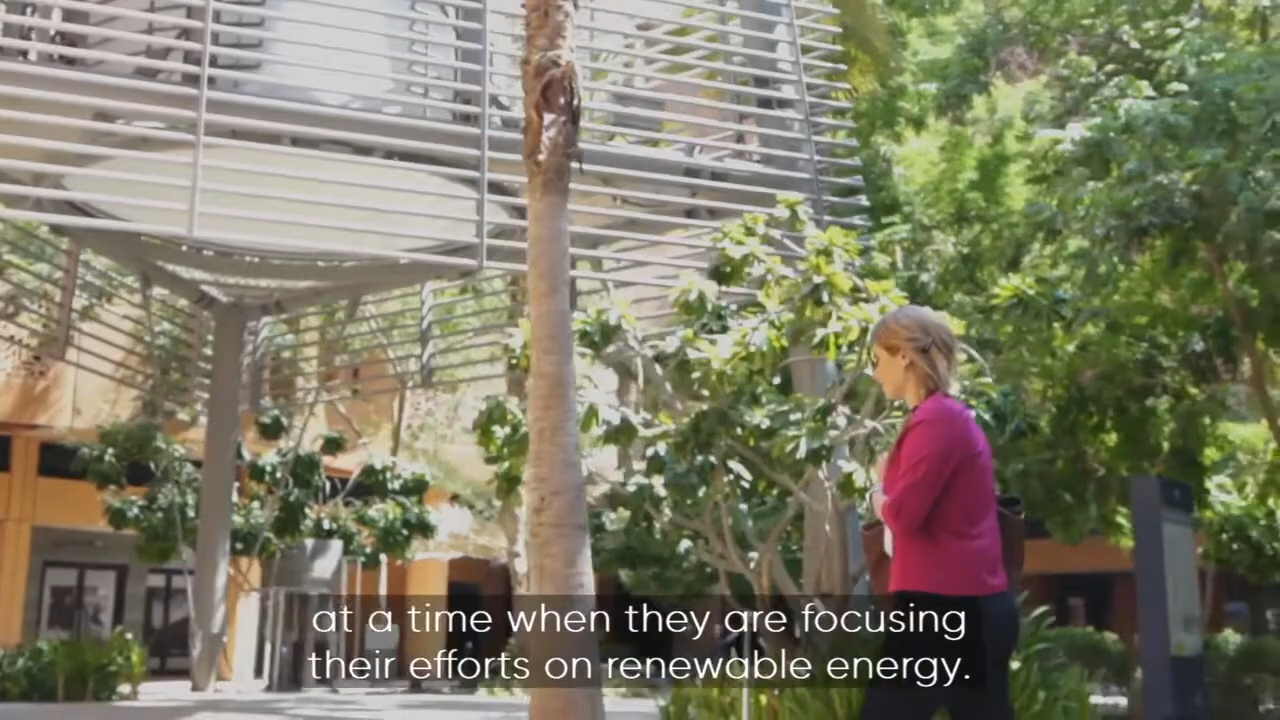 at a time when they are focusing
their efforts on renewable energy.